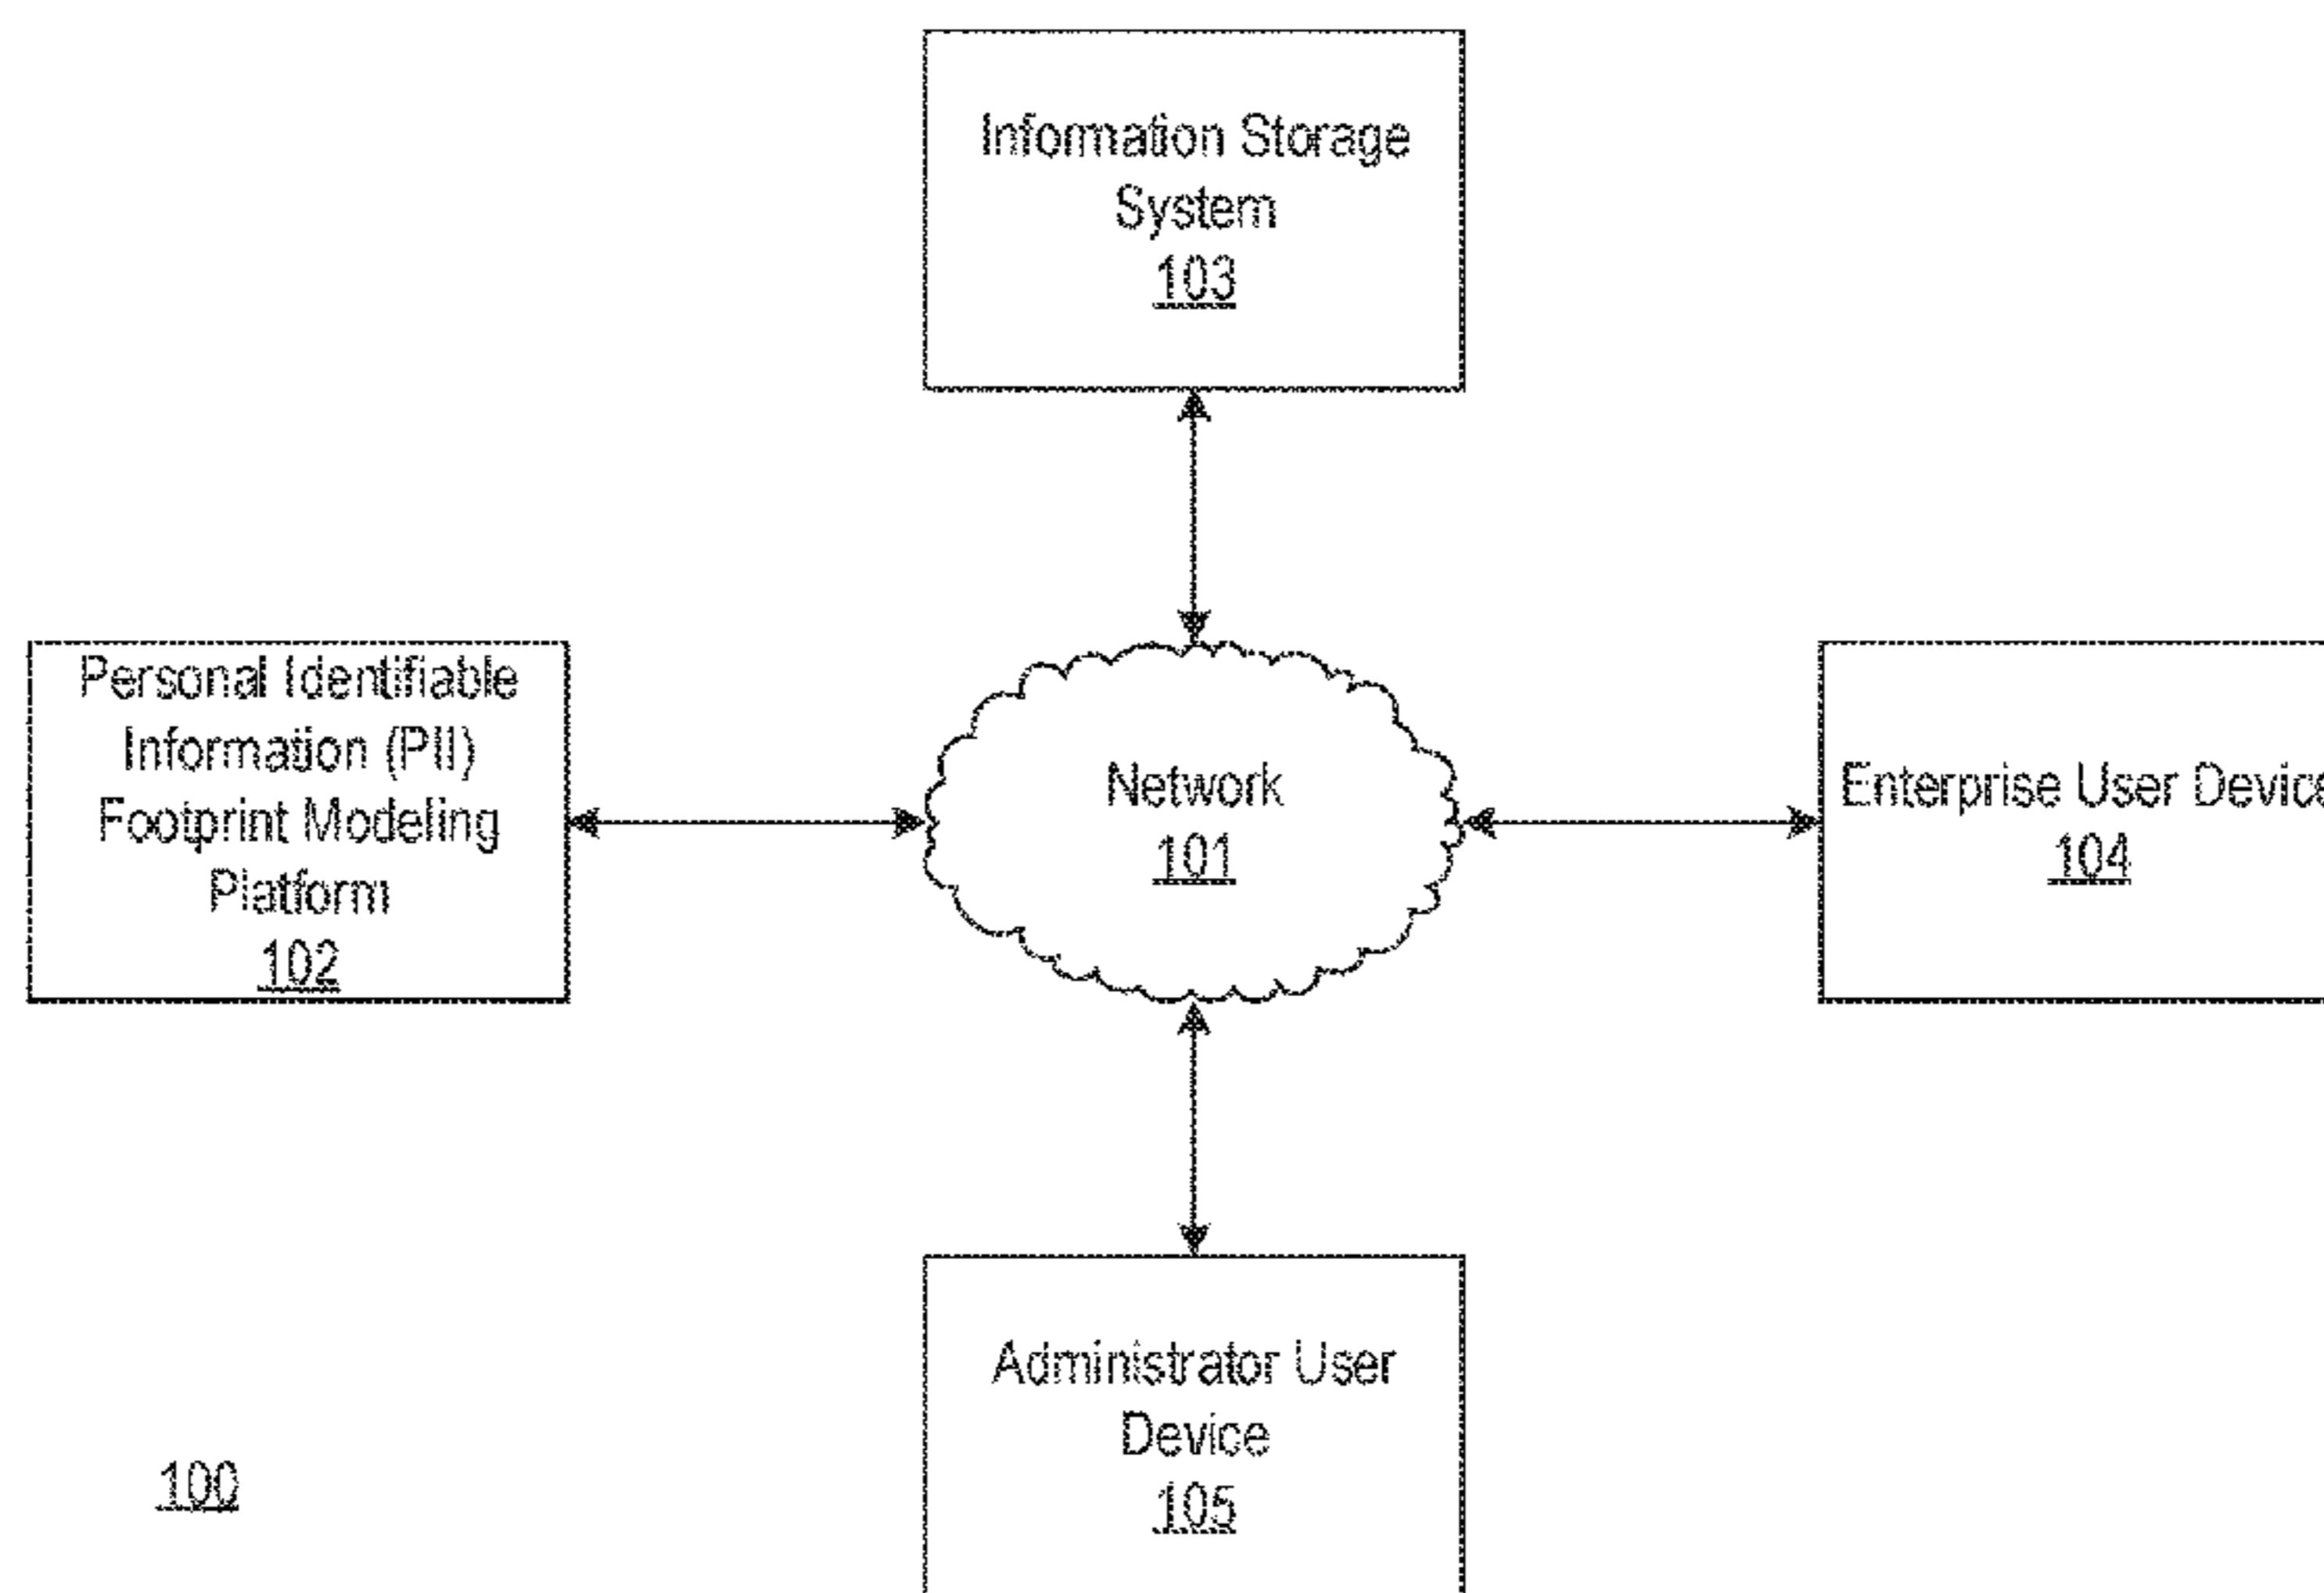 Information Storage
System
103
Personal Identifiable
Information (PII)
Footprint Modeling
Platform
102
Network
101
Enterprise User Device
104
Administrator User
Device
105
100